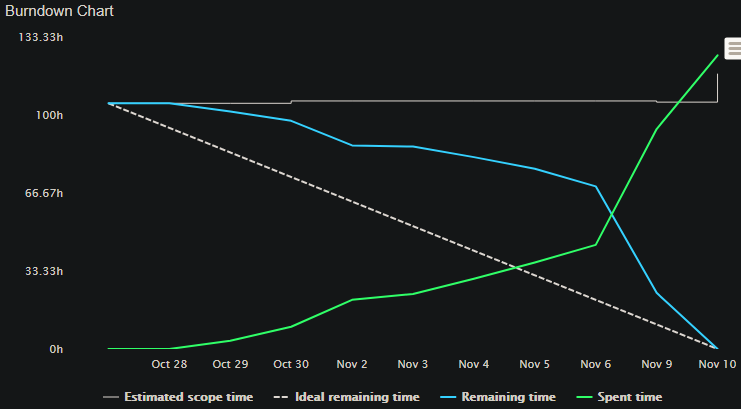 Burndown Chart
133.33h
100h
66.67h
33.33h
0h
Oct 28 Oct 29 Oct 30 Nov 2 Nov 3 Nov 4 Nov 5 Nov 6 Nov 9 Nov 10
Estimated scope time Ideal remaining time Remaining time Spent time